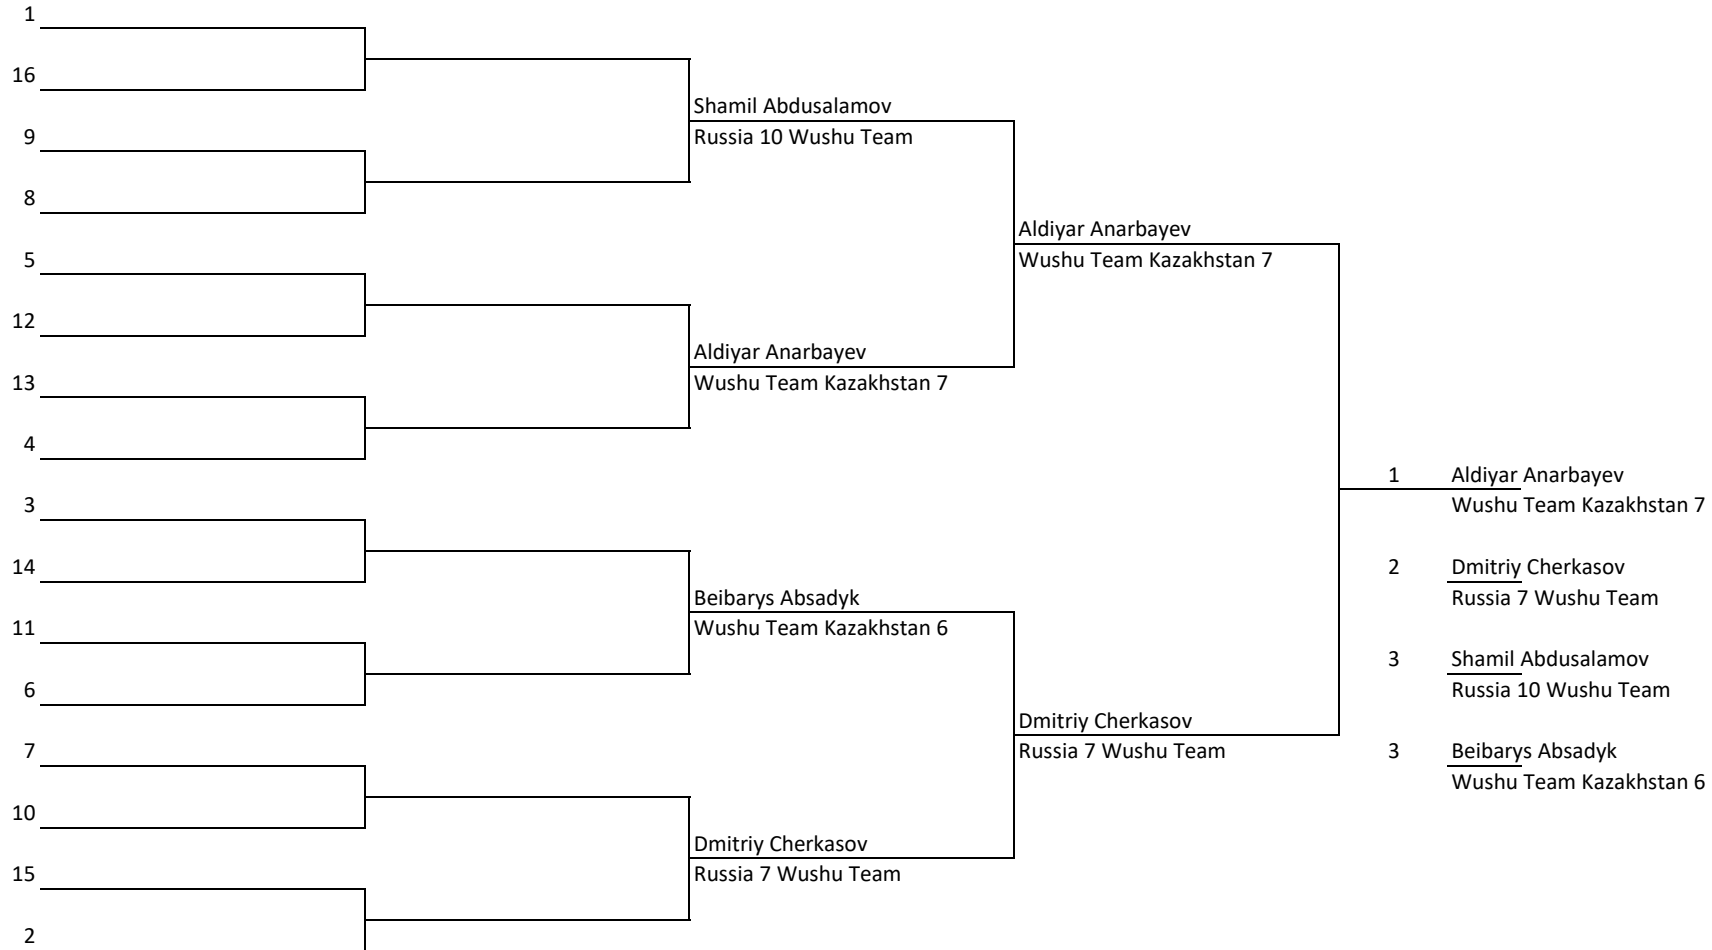 1
16
Shamil Abdusalamov
Russia 10 Wushu Team
9
8
Aldiyar Anarbayev
Wushu Team Kazakhstan 7
5
12
Aldiyar Anarbayev
Wushu Team Kazakhstan 7
13
4
1 Aldiyar Anarbayev
Wushu Team Kazakhstan 7
3
14
2 Dmitriy Cherkasov
Russia 7 Wushu Team
Beibarys Absadyk
Wushu Team Kazakhstan 6
11
3 Shamil Abdusalamov
Russia 10 Wushu Team
6
Dmitriy Cherkasov
Russia 7 Wushu Team
7
3 Beibarys Absadyk
Wushu Team Kazakhstan 6
10
Dmitriy Cherkasov
Russia 7 Wushu Team
15
2